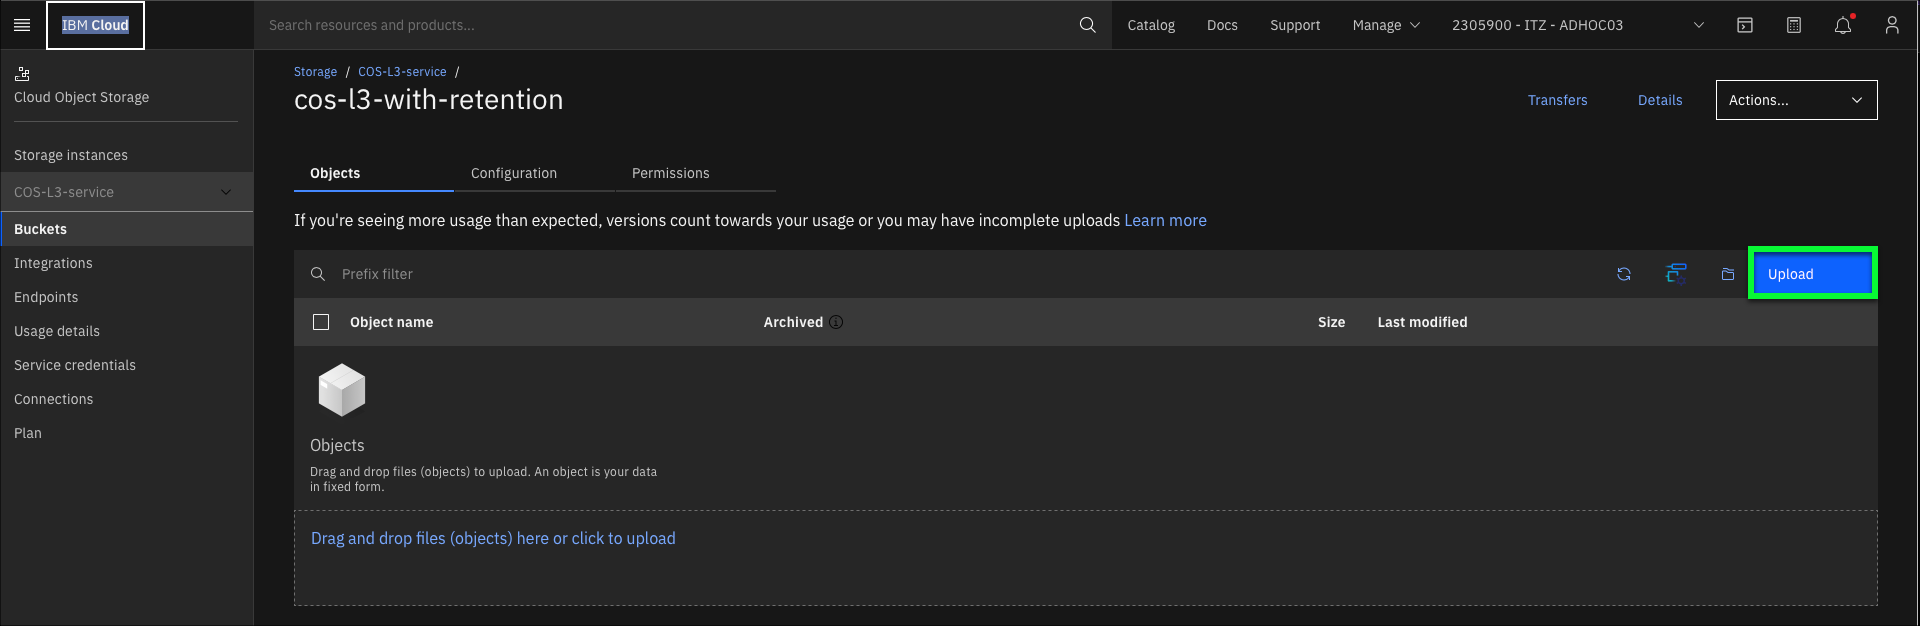 IBM Cloud
Search resources and products...
Catalog
Docs
Support
Manage
2305900 - ITZ - ADHOC03
Cloud Object Storage
Storage instances
COS-L3-service
Buckets
Integrations
Endpoints
Usage details
Service credentials
Connections
Plan
Storage / COS-L3-service /
cos-l3-with-retention
Transfers
Details
Actions...
Objects
Configuration
Permissions
If you're seeing more usage than expected, versions count towards your usage or you may have incomplete uploads Learn more
Prefix filter
Upload
Object name
Archived
Size
Last modified
Objects
Drag and drop files (objects) to upload. An object is your data
in fixed form.
Drag and drop files (objects) here or click to upload